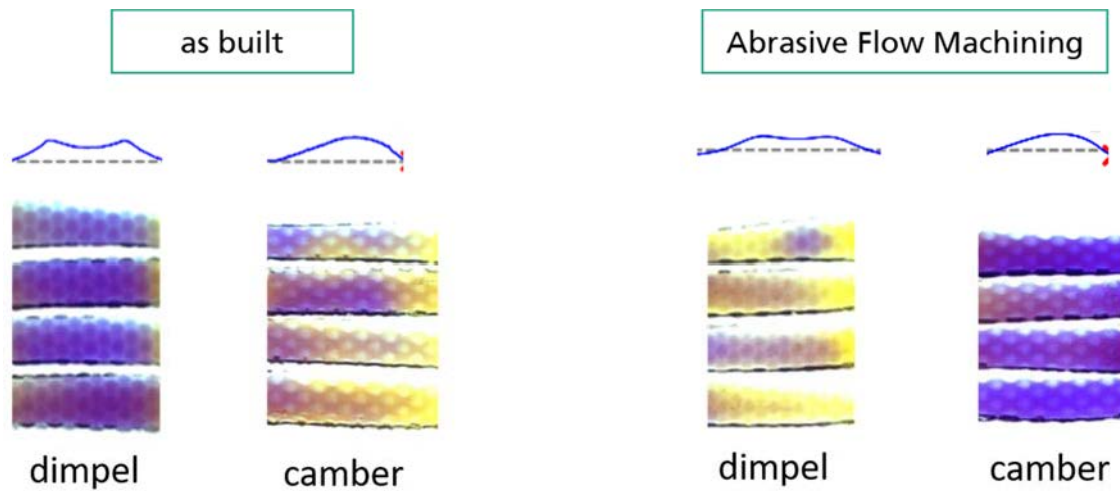 as built
Abrasive Flow Machining
dimpel
camber
dimpel
camber